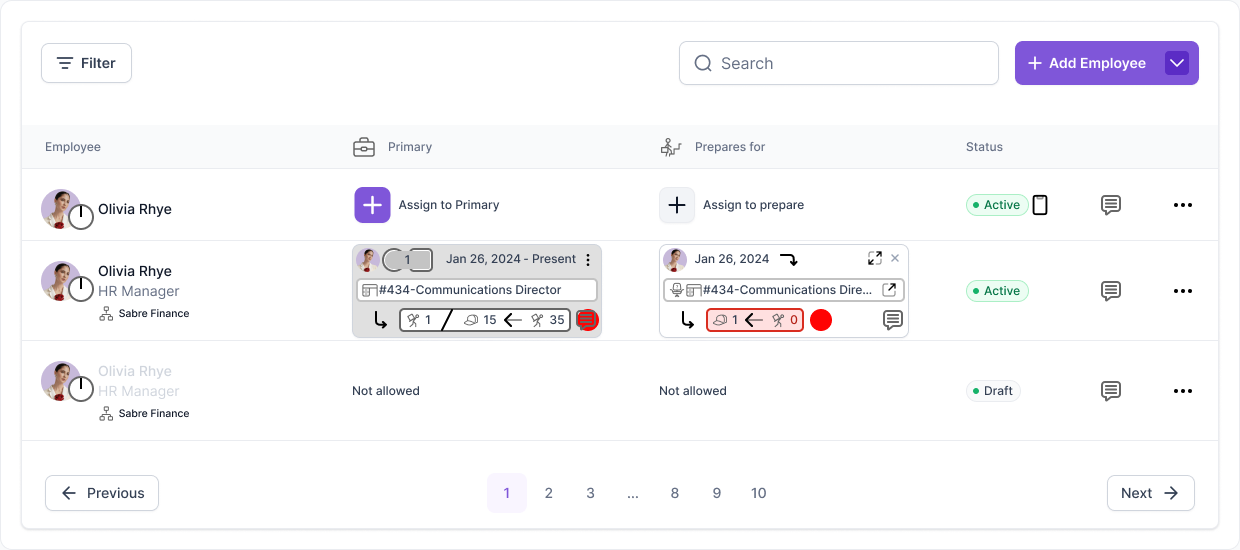 Filter
Search
Add Employee
Employee Primary Prepares for Status
Olivia Rhye Assign to Primary Assign to prepare Active
Olivia Rhye
HR Manager
Sabre Finance
1 Jan 26, 2024 - Present
#434-Communications Director
1 15 35
Jan 26, 2024
#434-Communications Dire...
1 0
Active
Olivia Rhye
HR Manager
Sabre Finance
Not allowed Not allowed Draft
Previous 1 2 3 ... 8 9 10 Next